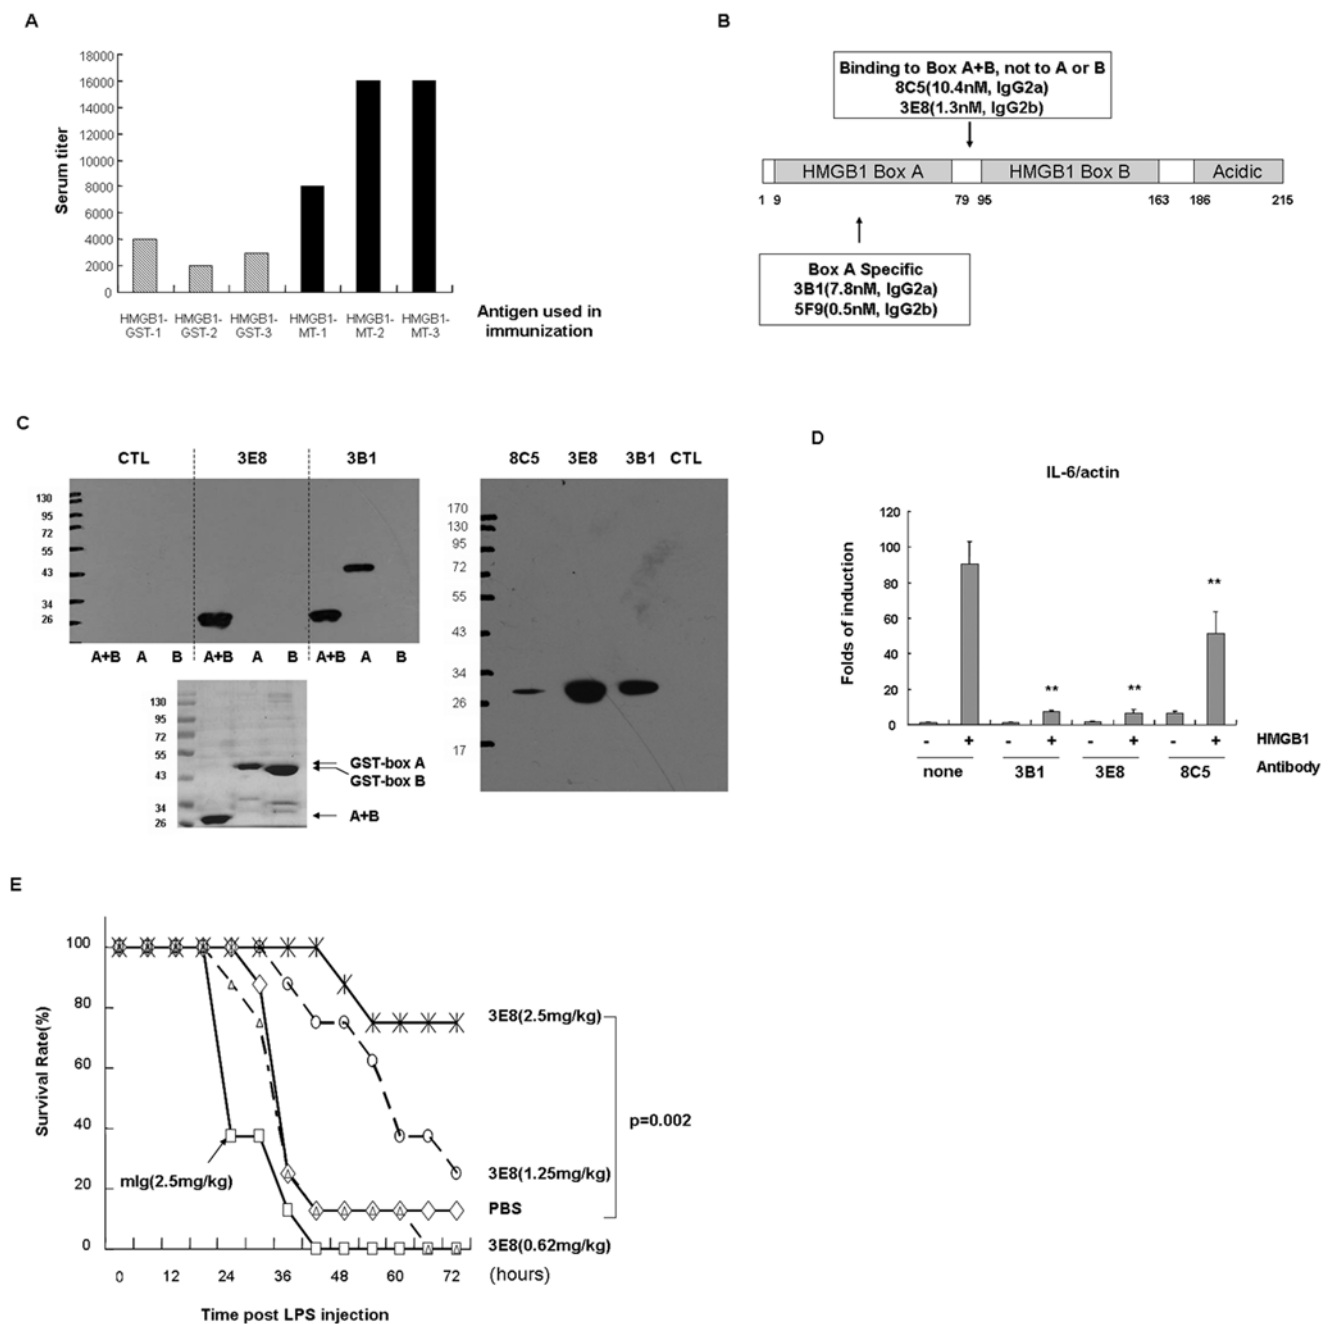 A
18000
16000
14000
12000
10000
8000
6000
4000
2000
0
Serum titer
HMGB1-
GST-1
HMGB1-
GST-2
HMGB1-
GST-3
HMGB1-
MT-1
HMGB1-
MT-2
HMGB1-
MT-3
Antigen used in
immunization
B
Binding to Box A+B, not to A or B
8C5(10.4nM, IgG2a)
3E8(1.3nM, IgG2b)
HMGB1 Box A
HMGB1 Box B
Acidic
1 9 79 95 163 186 215
Box A Specific
3B1(7.8nM, IgG2a)
5F9(0.5nM, IgG2b)
C
CTL 3E8 3B1
130
95
72
55
43
34
26
A+B A B A+B A B A+B A B
130
95
72
55
43
34
26
GST-box A
GST-box B
A+B
8C5 3E8 3B1 CTL
170
130
95
72
55
43
34
26
17
D
IL-6/actin
120
100
80
60
40
20
0
Folds of induction
** ** **
- + - + - + - + HMGB1
none 3B1 3E8 8C5 Antibody
E
100
80
60
40
20
0
Survival Rate(%)
mIg(2.5mg/kg)
3E8(2.5mg/kg)
p=0.002
3E8(1.25mg/kg)
PBS
3E8(0.62mg/kg)
0 12 24 36 48 60 72 (hours)
Time post LPS injection